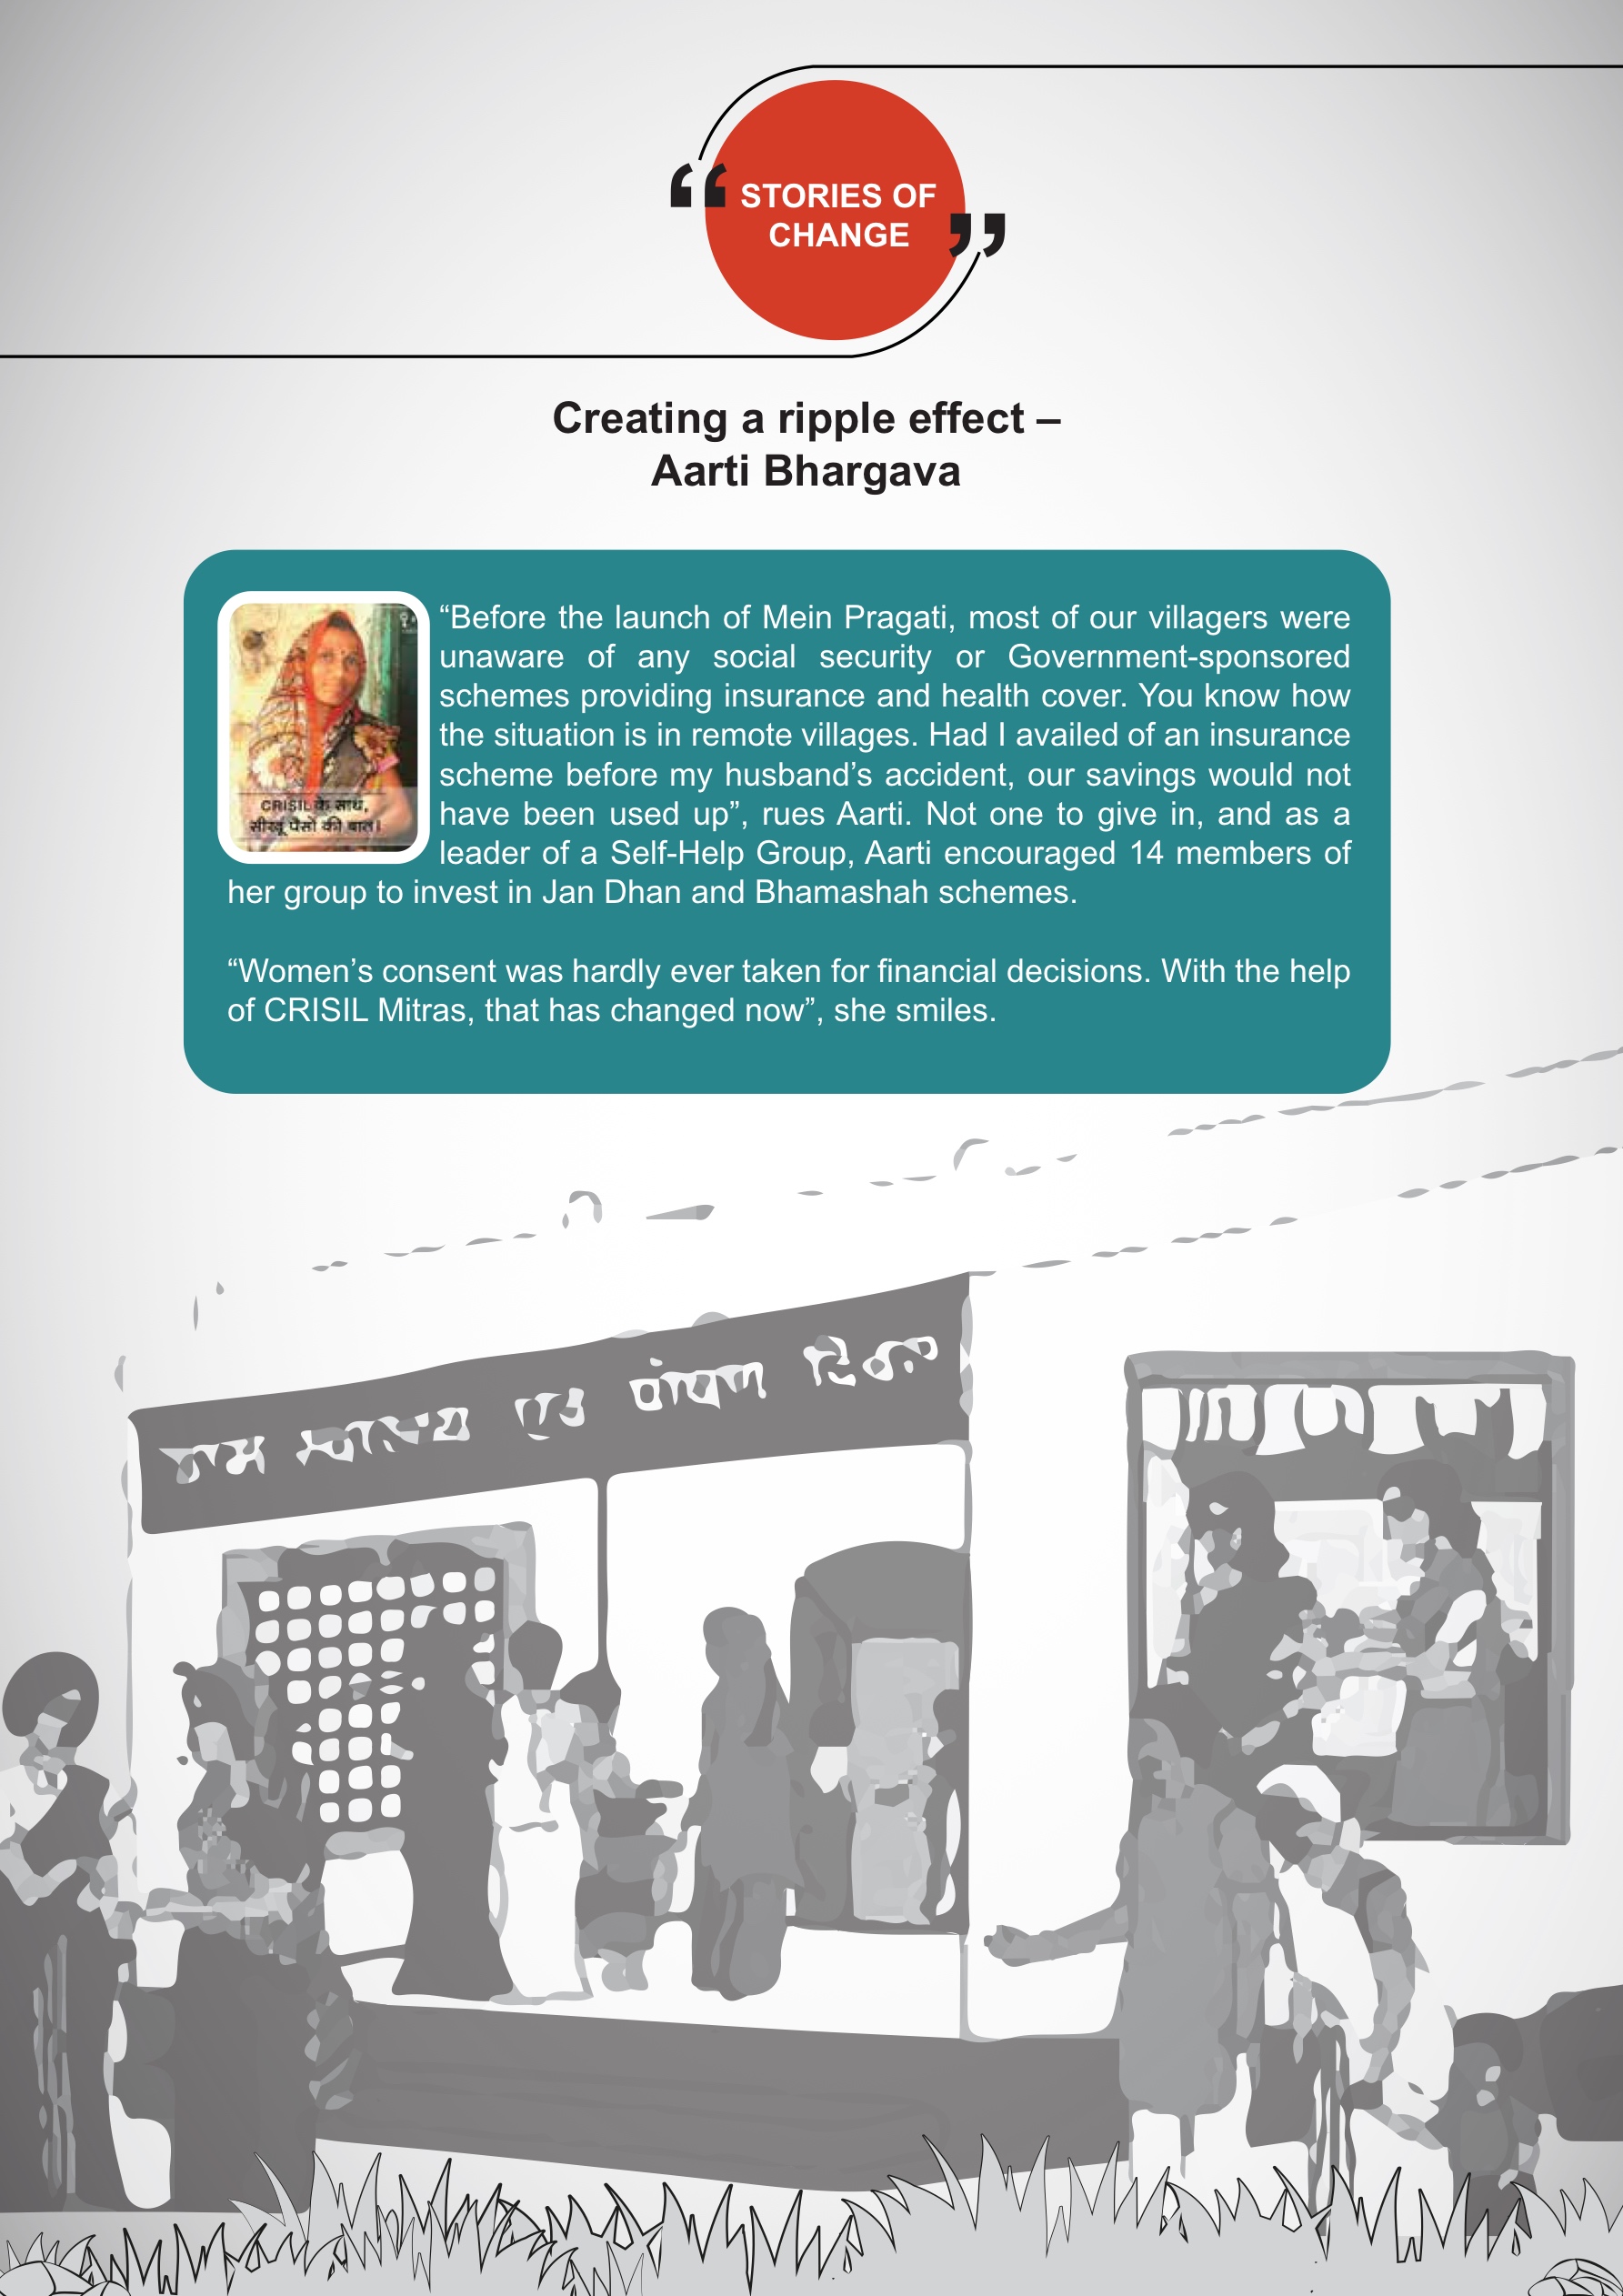 STORIES OF
CHANGE
Creating a ripple effect –
Aarti Bhargava
“Before the launch of Mein Pragati, most of our villagers were
unaware of any social security or Government-sponsored
schemes providing insurance and health cover. You know how
the situation is in remote villages. Had I availed of an insurance
scheme before my husband’s accident, our savings would not
have been used up”, rues Aarti. Not one to give in, and as a
leader of a Self-Help Group, Aarti encouraged 14 members of
her group to invest in Jan Dhan and Bhamashah schemes.
CRISIL के साथ,
सीखू पैसों की बात।
“Women’s consent was hardly ever taken for financial decisions. With the help
of CRISIL Mitras, that has changed now”, she smiles.